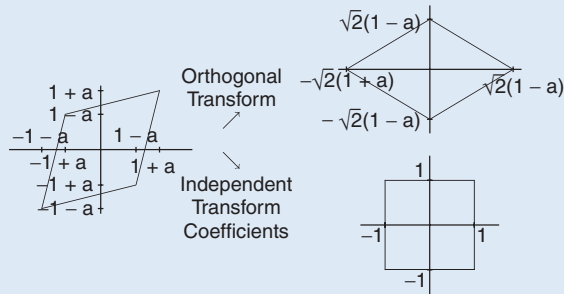 1 + a
1 – a
–1 – a
1 – a
–1 + a
1 + a
–1 + a
–1 – a
Orthogonal
Transform
Independent
Transform
Coefficients
√2(1 – a)
–√2(1 + a)
√2(1 – a)
– √2(1 – a)
1
–1
1
–1